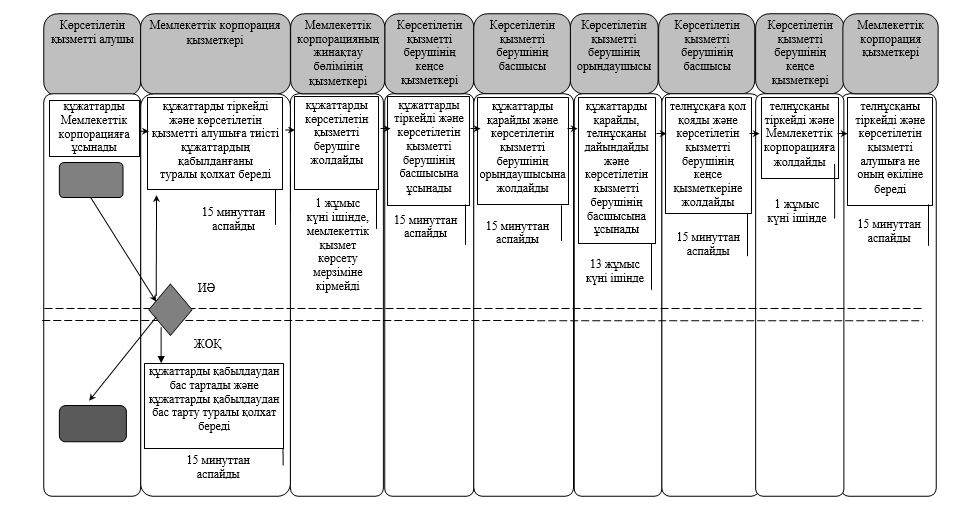 Көрсетілетін
қызметті алушы
Мемлекеттік корпорация
қызметкері
Мемлекеттік
корпорацияның
жинақтау
бөлімінің
қызметкері
Көрсетілетін
қызметті
берушінің
кеңсе
қызметкері
Көрсетілетін
қызметті
берушінің
басшысы
Көрсетілетін
қызметті
берушінің
орындаушысы
Көрсетілетін
қызметті
берушінің
басшысы
Көрсетілетін
қызметті
берушінің
кеңсе
қызметкері
Мемлекеттік
корпорация
қызметкері
құжаттарды
Мемлекеттік
корпорацияға
ұсынады
құжаттарды тіркейді
және көрсетілетін
қызметті алушыға тиісті
құжаттардың
қабылданғаны
туралы қолхат береді
15 минуттан
аспайды
құжаттарды
көрсетілетін
қызметті
берушіге
жолдайды
1 жұмыс
күні ішінде,
мемлекеттік
қызмет
көрсету
мерзіміне
кірмейді
құжаттарды
тіркейді және
көрсетілетін
қызметті
берушінің
басшысына
ұсынады
15 минуттан
аспайды
құжаттарды
қарайды және
көрсетілетін
қызметті
берушінің
орындаушысына
жолдайды
15 минуттан
аспайды
құжаттарды
қарайды,
телнұсқаны
дайындайды
және
көрсетілетін
қызметті
берушінің
басшысына
ұсынады
13 жұмыс
күні ішінде
телнұсқаға қол
қояды және
көрсетілетін
қызметті
берушінің
кеңсе
қызметкеріне
жолдайды
15 минуттан
аспайды
телнұсқаны
тіркейді және
Мемлекеттік
корпорацияға
жолдайды
1 жұмыс
күні ішінде
телнұсқаны
тіркейді және
көрсетілетін
қызметті
алушыға не
оның өкіліне
береді
15 минуттан
аспайды
ИӘ
ЖОҚ
құжаттарды қабылдаудан
бас тартады және
құжаттарды қабылдаудан
бас тарту туралы қолхат
береді
15 минуттан
аспайды